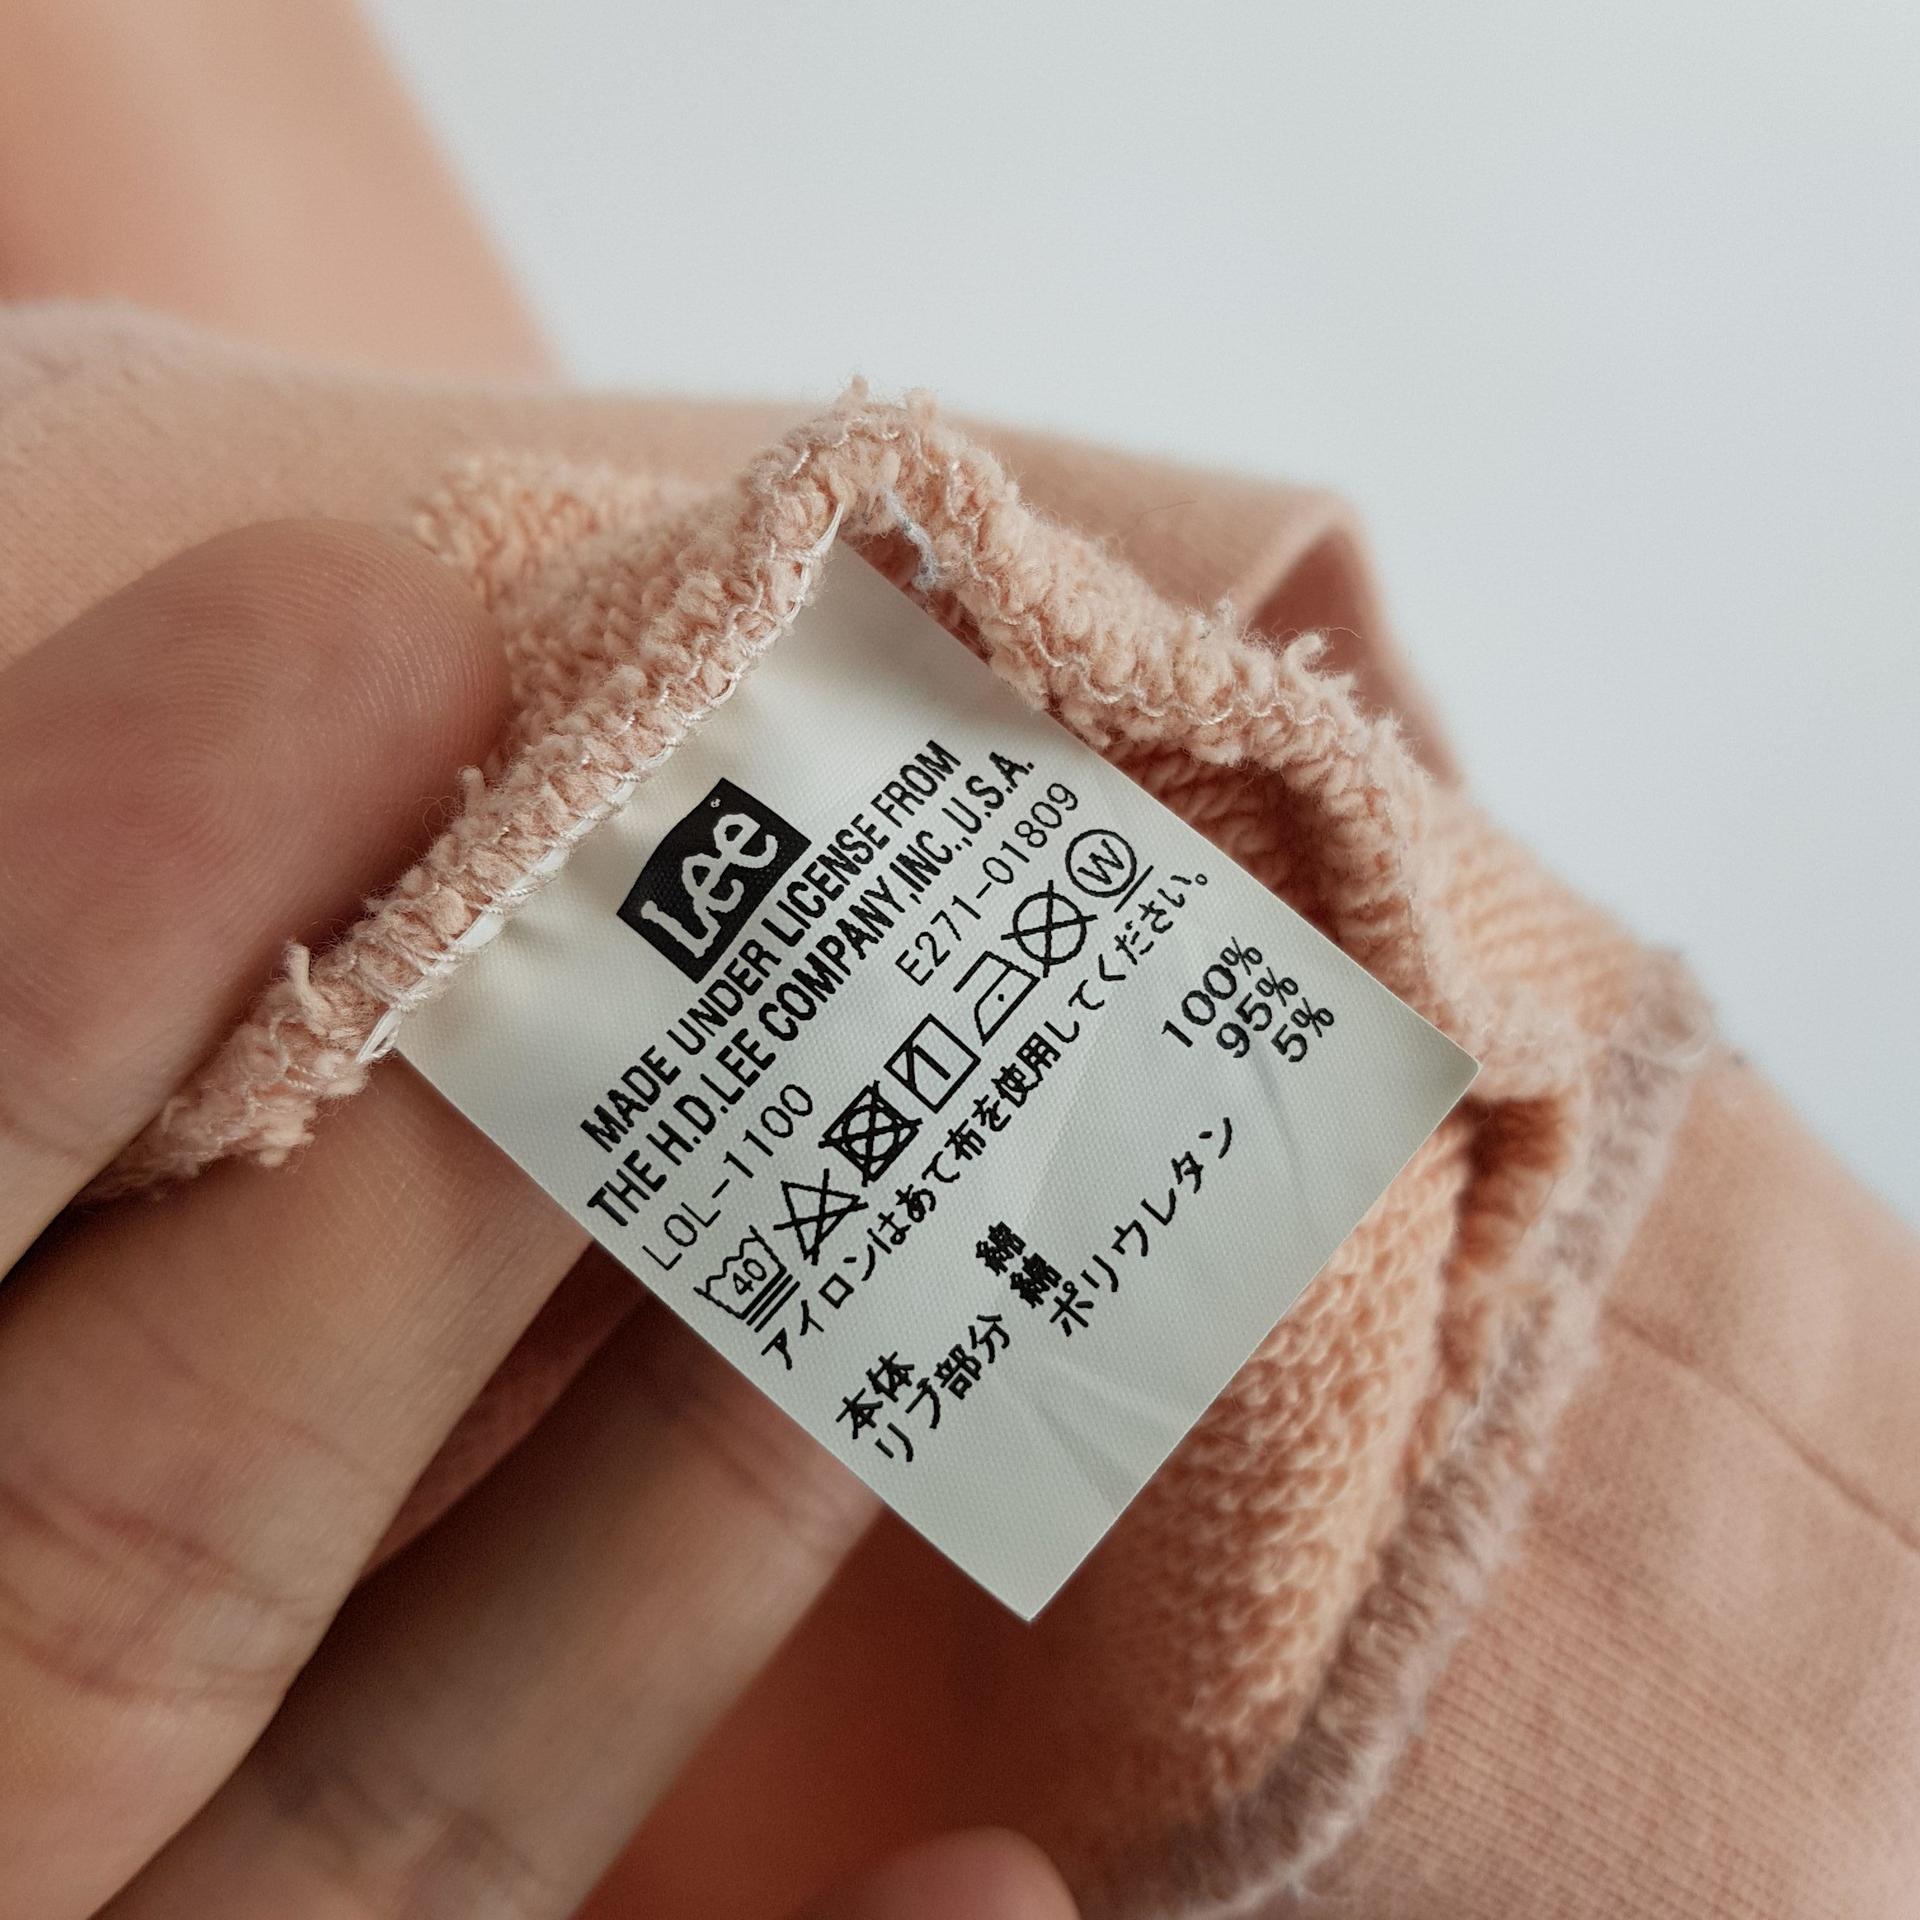 Lee
MADE UNDER LICENSE FROM
THE H.D.LEE COMPANY,INC.,U.S.A.
LOL-1100 E271-01809
40 W
アイロンはあて布を使用してください。
本体 綿 100%
リブ部分 綿 95%
ポリウレタン 5%